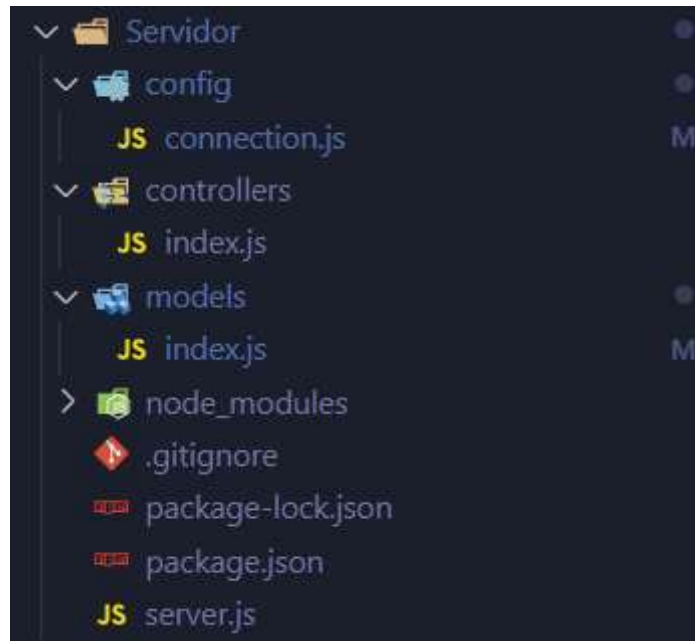 Servidor
config
JS connection.js M
controllers
JS index.js
models
JS index.js M
node_modules
.gitignore
package-lock.json
package.json
JS server.js